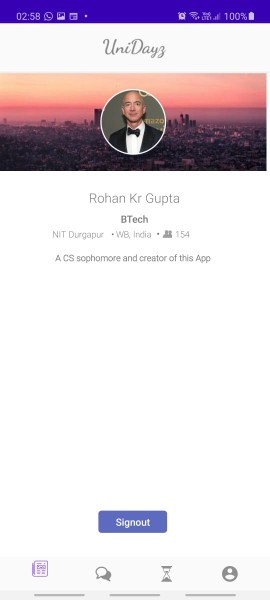 02:58 100%
UniDayz
Rohan Kr Gupta
BTech
NIT Durgapur • WB, India • 154
A CS sophomore and creator of this App
Signout